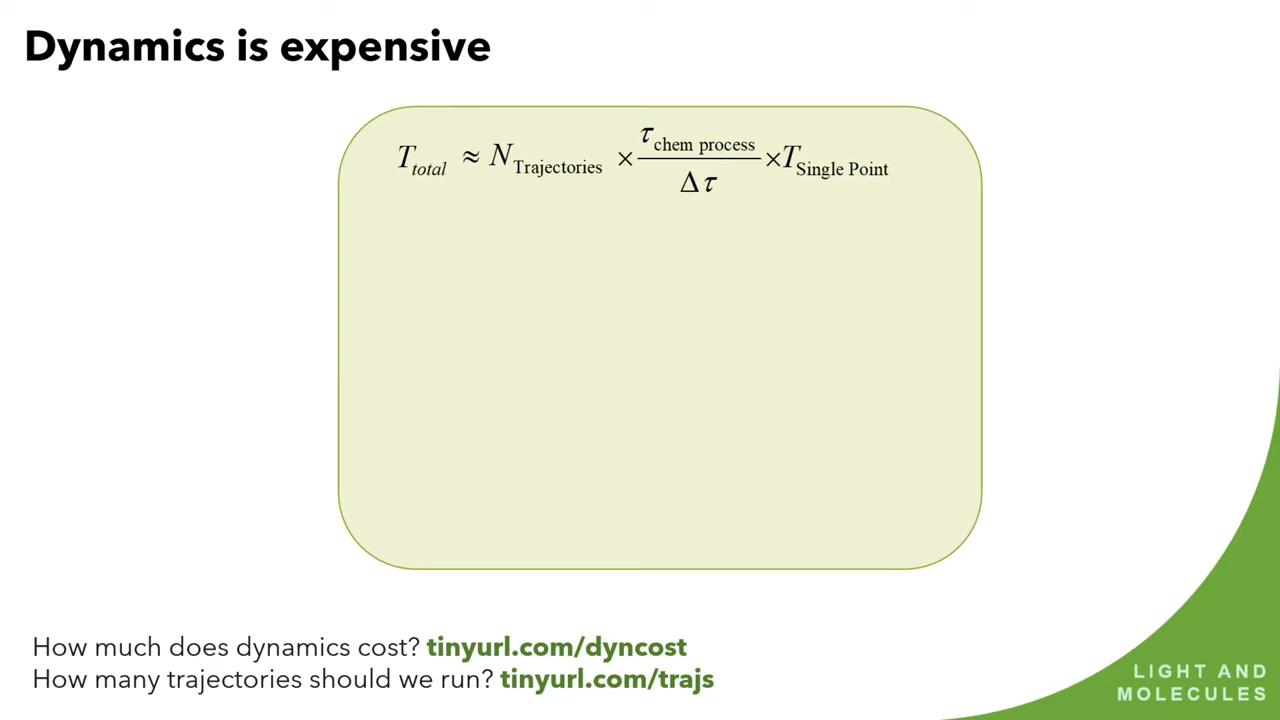 Dynamics is expensive
T_total ≈ N_Trajectories × τ_chem process / Δτ × T_Single Point
How much does dynamics cost? tinyurl.com/dyncost
How many trajectories should we run? tinyurl.com/trajs
LIGHT AND
MOLECULES